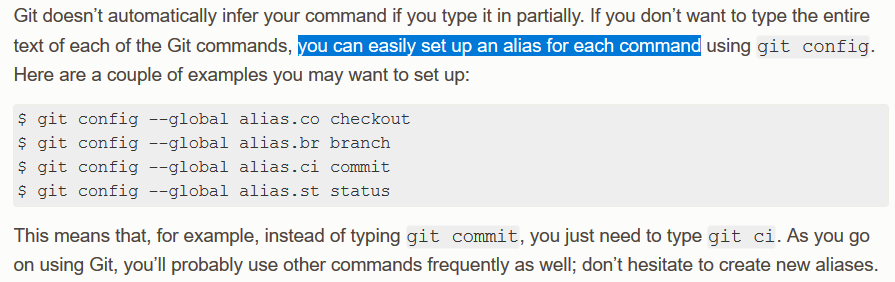 Git doesn’t automatically infer your command if you type it in partially. If you don’t want to type the entire
text of each of the Git commands, you can easily set up an alias for each command using git config.
Here are a couple of examples you may want to set up:
$ git config --global alias.co checkout
$ git config --global alias.br branch
$ git config --global alias.ci commit
$ git config --global alias.st status
This means that, for example, instead of typing git commit, you just need to type git ci. As you go
on using Git, you’ll probably use other commands frequently as well; don’t hesitate to create new aliases.